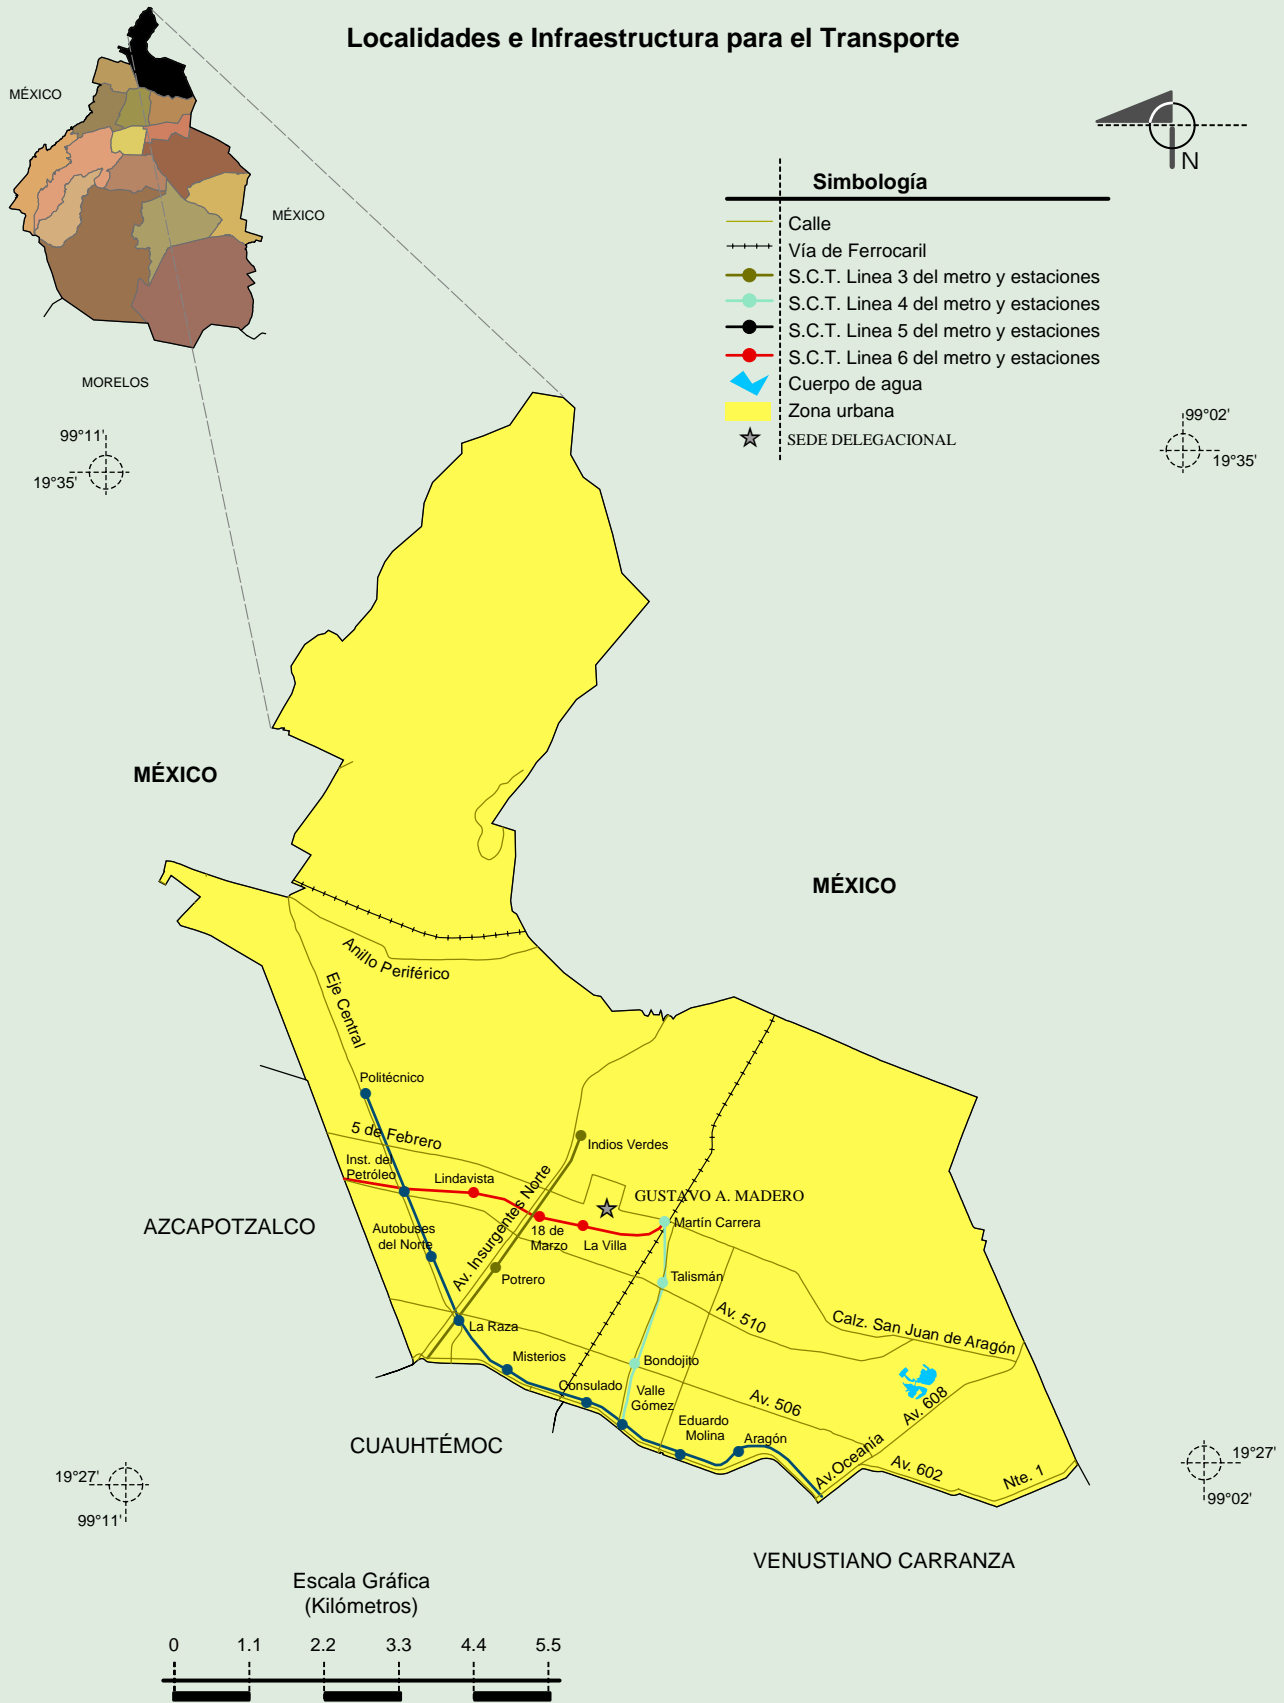 Localidades e Infraestructura para el Transporte
MÉXICO
MÉXICO
MORELOS
N
Simbología
Calle
Vía de Ferrocaril
S.C.T. Linea 3 del metro y estaciones
S.C.T. Linea 4 del metro y estaciones
S.C.T. Linea 5 del metro y estaciones
S.C.T. Linea 6 del metro y estaciones
Cuerpo de agua
Zona urbana
SEDE DELEGACIONAL
99°11'
19°35'
99°02'
19°35'
MÉXICO
MÉXICO
Anillo Periférico
Eje Central
Politécnico
5 de Febrero
Indios Verdes
Inst. del
Petróleo
Lindavista
Av. Insurgentes Norte
GUSTAVO A. MADERO
AZCAPOTZALCO
Autobuses
del Norte
18 de
Marzo
La Villa
Martín Carrera
Potrero
Talismán
La Raza
Av. 510
Calz. San Juan de Aragón
Misterios
Bondojito
Consulado
Valle
Gómez
Av. 506
Av. 608
Eduardo
Molina
Aragón
Av.Oceanía
Av. 602
Nte. 1
CUAUHTÉMOC
19°27'
99°11'
19°27'
99°02'
VENUSTIANO CARRANZA
Escala Gráfica
(Kilómetros)
0 1.1 2.2 3.3 4.4 5.5